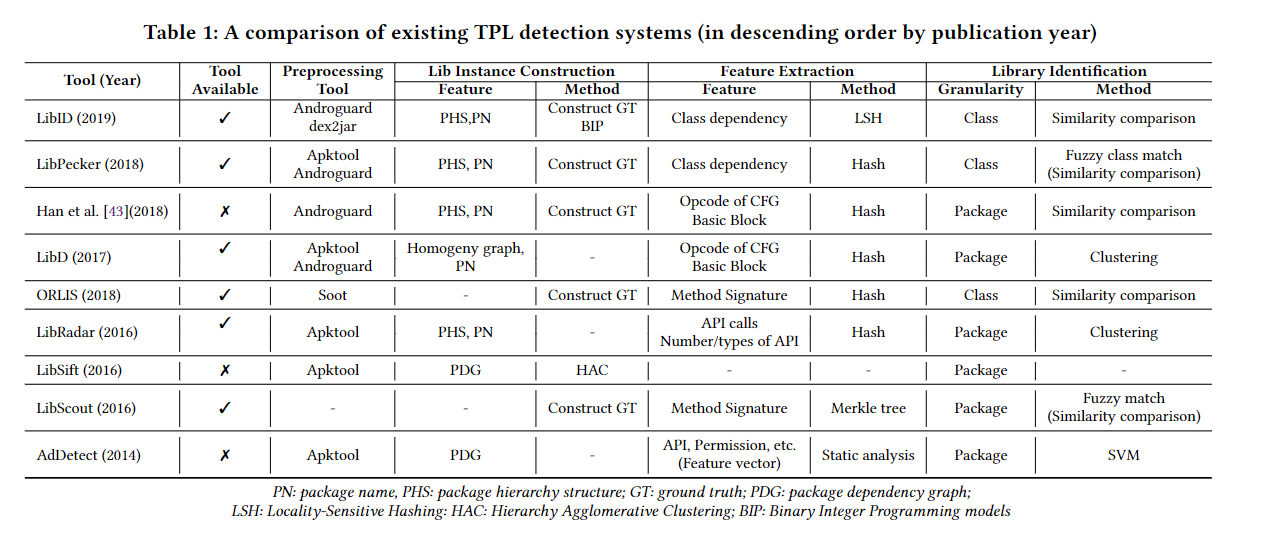 Table 1: A comparison of existing TPL detection systems (in descending order by publication year)
Tool (Year) Tool Available Preprocessing Tool Lib Instance Construction Feature Extraction Library Identification
Feature Method Feature Method Granularity Method
LibID (2019) ✓ Androguard dex2jar PHS,PN Construct GT BIP Class dependency LSH Class Similarity comparison
LibPecker (2018) ✓ Apktool Androguard PHS, PN Construct GT Class dependency Hash Class Fuzzy class match (Similarity comparison)
Han et al. [43](2018) ✗ Androguard PHS, PN Construct GT Opcode of CFG Basic Block Hash Package Similarity comparison
LibD (2017) ✓ Apktool Androguard Homogeny graph, PN - Opcode of CFG Basic Block Hash Package Clustering
ORLIS (2018) ✓ Soot - Construct GT Method Signature Hash Class Similarity comparison
LibRadar (2016) ✓ Apktool PHS, PN - API calls Number/types of API Hash Package Clustering
LibSift (2016) ✗ Apktool PDG HAC - - Package -
LibScout (2016) ✓ - - Construct GT Method Signature Merkle tree Package Fuzzy match (Similarity comparison)
AdDetect (2014) ✗ Apktool PDG - API, Permission, etc. (Feature vector) Static analysis Package SVM
PN: package name, PHS: package hierarchy structure; GT: ground truth; PDG: package dependency graph;
LSH: Locality-Sensitive Hashing: HAC: Hierarchy Agglomerative Clustering; BIP: Binary Integer Programming models